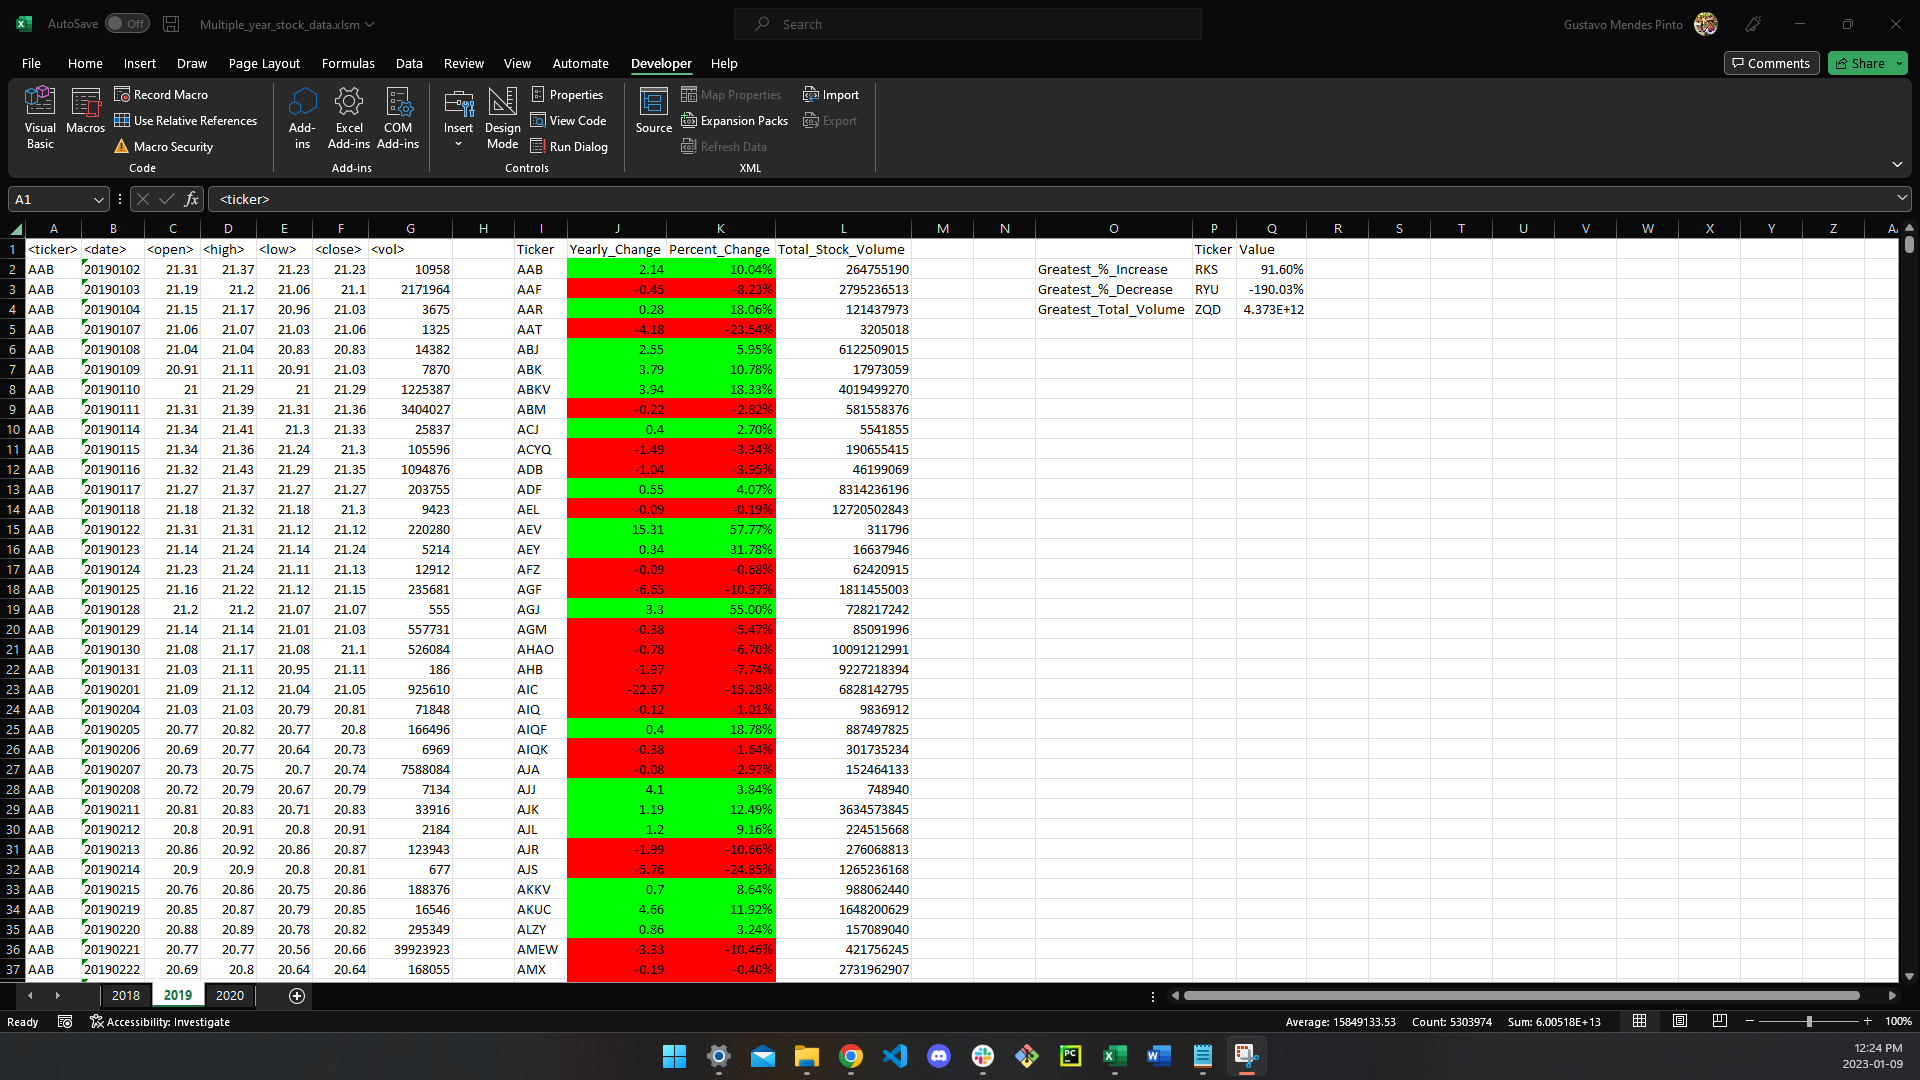 AutoSave Off Multiple_year_stock_data.xlsm Search Gustavo Mendes Pinto
File Home Insert Draw Page Layout Formulas Data Review View Automate Developer Help Comments Share
Visual Basic
Macros
Record Macro
Use Relative References
Macro Security
Code
Add-ins
Excel Add-ins
COM Add-ins
Add-ins
Insert
Design Mode
Properties
View Code
Run Dialog
Controls
Source
Map Properties
Expansion Packs
Refresh Data
Import
Export
XML
A1 fx <ticker>
A B C D E F G H I J K L M N O P Q R S T U V W X Y Z A
1 <ticker> <date> <open> <high> <low> <close> <vol> Ticker Yearly_Change Percent_Change Total_Stock_Volume Ticker Value
2 AAB 20190102 21.31 21.37 21.23 21.23 10958 AAB 2.14 10.04% 264755190 Greatest_%_Increase RKS 91.60%
3 AAB 20190103 21.19 21.2 21.06 21.1 2171964 AAF -0.45 -8.23% 2795236513 Greatest_%_Decrease RYU -190.03%
4 AAB 20190104 21.15 21.17 20.96 21.03 3675 AAR 0.28 18.06% 121437973 Greatest_Total_Volume ZQD 4.373E+12
5 AAB 20190107 21.06 21.07 21.03 21.06 1325 AAT -4.18 -23.54% 3205018
6 AAB 20190108 21.04 21.04 20.83 20.83 14382 ABJ 2.55 5.95% 6122509015
7 AAB 20190109 20.91 21.11 20.91 21.03 7870 ABK 3.79 10.78% 17973059
8 AAB 20190110 21 21.29 21 21.29 1225387 ABKV 3.94 18.33% 4019499270
9 AAB 20190111 21.31 21.39 21.31 21.36 3404027 ABM -0.22 -2.82% 581558376
10 AAB 20190114 21.34 21.41 21.3 21.33 25837 ACJ 0.4 2.70% 5541855
11 AAB 20190115 21.34 21.36 21.24 21.3 105596 ACYQ -1.49 -3.34% 190655415
12 AAB 20190116 21.32 21.43 21.29 21.35 1094876 ADB -1.04 -3.95% 46199069
13 AAB 20190117 21.27 21.37 21.27 21.27 203755 ADF 0.55 4.07% 8314236196
14 AAB 20190118 21.18 21.32 21.18 21.3 9423 AEL -0.09 -0.19% 12720502843
15 AAB 20190122 21.31 21.31 21.12 21.12 220280 AEV 15.31 57.77% 311796
16 AAB 20190123 21.14 21.24 21.14 21.24 5214 AEY 0.34 31.78% 16637946
17 AAB 20190124 21.23 21.24 21.11 21.13 12912 AFZ -0.09 -0.68% 62420915
18 AAB 20190125 21.16 21.22 21.12 21.15 235681 AGF -6.65 -10.97% 1811455003
19 AAB 20190128 21.2 21.2 21.07 21.07 555 AGJ 3.3 55.00% 728217242
20 AAB 20190129 21.14 21.14 21.01 21.03 557731 AGM -0.38 -5.47% 85091996
21 AAB 20190130 21.08 21.17 21.08 21.1 526084 AHAO -0.78 -6.70% 10091212991
22 AAB 20190131 21.03 21.11 20.95 21.11 186 AHB -1.97 -7.74% 9227218394
23 AAB 20190201 21.09 21.12 21.04 21.05 925610 AIC -22.67 -15.28% 6828142795
24 AAB 20190204 21.03 21.03 20.79 20.81 71848 AIQ -0.12 -1.01% 9836912
25 AAB 20190205 20.77 20.82 20.77 20.8 166496 AIQF 0.4 18.78% 887497825
26 AAB 20190206 20.69 20.77 20.64 20.73 6969 AIQK -0.38 -1.64% 301735234
27 AAB 20190207 20.73 20.75 20.7 20.74 7588084 AJA -0.08 -2.97% 152464133
28 AAB 20190208 20.72 20.79 20.67 20.79 7134 AJJ 4.1 3.84% 748940
29 AAB 20190211 20.81 20.83 20.71 20.83 33916 AJK 1.19 12.49% 3634573845
30 AAB 20190212 20.8 20.91 20.8 20.91 2184 AJL 1.2 9.16% 224515668
31 AAB 20190213 20.86 20.92 20.86 20.87 123943 AJR -1.99 -10.66% 276068813
32 AAB 20190214 20.9 20.9 20.8 20.81 677 AJS -5.76 -24.85% 1265236168
33 AAB 20190215 20.76 20.86 20.75 20.86 188376 AKKV 0.7 8.64% 988062440
34 AAB 20190219 20.85 20.87 20.79 20.85 16546 AKUC 4.66 11.92% 1648200629
35 AAB 20190220 20.88 20.89 20.78 20.82 295349 ALZY 0.86 3.24% 157089040
36 AAB 20190221 20.77 20.77 20.56 20.66 39923923 AMEW -3.33 -10.46% 421756245
37 AAB 20190222 20.69 20.8 20.64 20.64 168055 AMX -0.19 -0.40% 2731962907
2018 2019 2020
Ready Accessibility: Investigate Average: 15849133.53 Count: 5303974 Sum: 6.00518E+13 100%
12:24 PM
2023-01-09